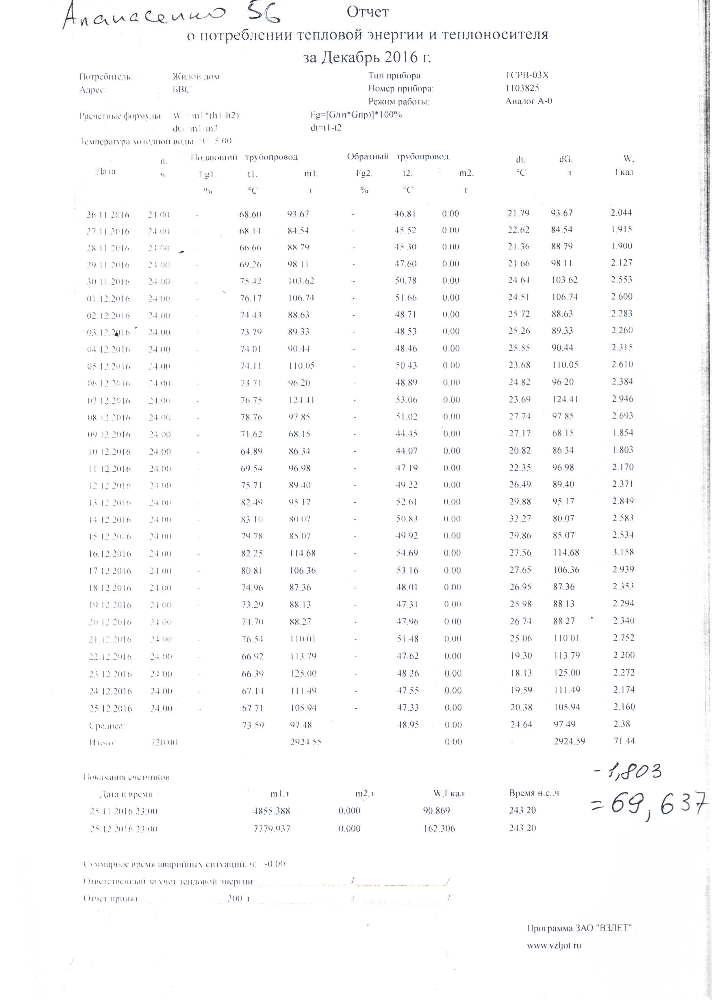 Апанасенко 5б Отчет
о потреблении тепловой энергии и теплоносителя
за Декабрь 2016 г.
Потребитель: Жилой дом Тип прибора: ТСРВ-03X
Адрес: БВС Номер прибора: 1103825
Режим работы: Аналог А-0
Расчетные формулы W = m1*(h1-h2) Fg=[G/(n*Gпр)]*100%
dG=m1-m2 dt=t1-t2
Температура холодной воды, °C 5.00
Подающий трубопровод Обратный трубопровод
Дата п. ч Fg1. t1. m1. Fg2. t2. m2. dt. °C dG. т W. Гкал
% °C т % °C т
26.11.2016 24.00 - 68.60 93.67 - 46.81 0.00 21.79 93.67 2.044
27.11.2016 24.00 - 68.14 84.54 - 45.52 0.00 22.62 84.54 1.915
28.11.2016 24.00 66.66 88.79 - 45.30 0.00 21.36 88.79 1.900
29.11.2016 24.00 - 69.26 98.11 - 47.60 0.00 21.66 98.11 2.127
30.11.2016 24.00 - 75.42 103.62 - 50.78 0.00 24.64 103.62 2.553
01.12.2016 24.00 - 76.17 106.74 - 51.66 0.00 24.51 106.74 2.600
02.12.2016 24.00 - 74.43 88.63 - 48.71 0.00 25.72 88.63 2.283
03.12.2016 24.00 - 73.79 89.33 - 48.53 0.00 25.26 89.33 2.260
04.12.2016 24.00 - 74.01 90.44 - 48.46 0.00 25.55 90.44 2.315
05.12.2016 24.00 - 74.11 110.05 - 50.43 0.00 23.68 110.05 2.610
06.12.2016 24.00 - 73.71 96.20 - 48.89 0.00 24.82 96.20 2.384
07.12.2016 24.00 - 76.75 124.41 - 53.06 0.00 23.69 124.41 2.946
08.12.2016 24.00 - 78.76 97.85 - 51.02 0.00 27.74 97.85 2.693
09.12.2016 24.00 - 71.62 68.15 - 44.45 0.00 27.17 68.15 1.854
10.12.2016 24.00 - 64.89 86.34 - 44.07 0.00 20.82 86.34 1.803
11.12.2016 24.00 - 69.54 96.98 - 47.19 0.00 22.35 96.98 2.170
12.12.2016 24.00 - 75.71 89.40 - 49.22 0.00 26.49 89.40 2.371
13.12.2016 24.00 - 82.49 95.17 - 52.61 0.00 29.88 95.17 2.849
14.12.2016 24.00 - 83.10 80.07 - 50.83 0.00 32.27 80.07 2.583
15.12.2016 24.00 - 79.78 85.07 - 49.92 0.00 29.86 85.07 2.534
16.12.2016 24.00 - 82.25 114.68 - 54.69 0.00 27.56 114.68 3.158
17.12.2016 24.00 - 80.81 106.36 - 53.16 0.00 27.65 106.36 2.939
18.12.2016 24.00 - 74.96 87.36 - 48.01 0.00 26.95 87.36 2.353
19.12.2016 24.00 - 73.29 88.13 - 47.31 0.00 25.98 88.13 2.294
20.12.2016 24.00 - 74.70 88.27 - 47.96 0.00 26.74 88.27 2.340
21.12.2016 24.00 - 76.54 110.01 - 51.48 0.00 25.06 110.01 2.752
22.12.2016 24.00 - 66.92 113.79 - 47.62 0.00 19.30 113.79 2.200
23.12.2016 24.00 - 66.39 125.00 - 48.26 0.00 18.13 125.00 2.272
24.12.2016 24.00 - 67.14 111.49 - 47.55 0.00 19.59 111.49 2.174
25.12.2016 24.00 - 67.71 105.94 - 47.33 0.00 20.38 105.94 2.160
Среднее 73.59 97.48 48.95 0.00 24.64 97.49 2.38
Итого 720.00 2924.55 0.00 - 2924.59 71.44
-1,803
Показания счетчиков
Дата и время m1.т m2.т W.Гкал Время н.с..ч
= 69,637
25.11.2016 23:00 4855.388 0.000 90.869 243.20
25.12.2016 23:00 7779.937 0.000 162.306 243.20
Суммарное время аварийных ситуаций, ч: -0.00
Ответственный за учет тепловой энергии: ____________ /____________/
Отчет принят 200 г. ____________ /____________/
Программа ЗАО "ВЗЛЕТ"
www.vzljot.ru